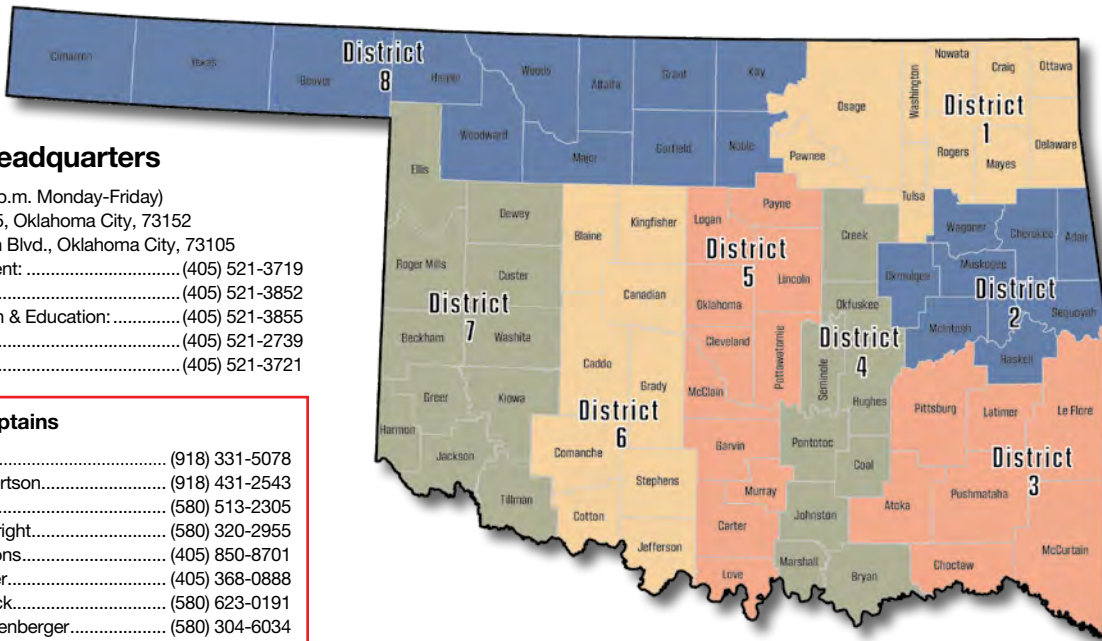 eadquarters
p.m. Monday-Friday)
5, Oklahoma City, 73152
n Blvd., Oklahoma City, 73105
ent: ................................(405) 521-3719
.....................................(405) 521-3852
n & Education: .............(405) 521-3855
.....................................(405) 521-2739
.....................................(405) 521-3721
ptains
..................................... (918) 331-5078
rtson............................ (918) 431-2543
..................................... (580) 513-2305
right.............................. (580) 320-2955
ons................................ (405) 850-8701
er................................... (405) 368-0888
ck.................................. (580) 623-0191
enberger..................... (580) 304-6034
District
8
Cimarron
Texas
Beaver
Harper
Woods
Alfalfa
Grant
Kay
Woodward
Major
Garfield
Noble
District
1
Nowata
Craig
Ottawa
Osage
Washington
Rogers
Mayes
Delaware
Pawnee
Tulsa
District
7
Ellis
Dewey
Roger Mills
Custer
Beckham
Washita
Greer
Kiowa
Harmon
Jackson
Tillman
District
6
Blaine
Kingfisher
Canadian
Caddo
Grady
Comanche
Stephens
Cotton
Jefferson
District
5
Logan
Payne
Lincoln
Oklahoma
Cleveland
Pottawatomie
McClain
Garvin
Murray
Carter
Love
District
4
Creek
Okfuskee
Seminole
Hughes
Pontotoc
Coal
Johnston
Marshall
Bryan
District
2
Wagoner
Cherokee
Adair
Okmulgee
Muskogee
McIntosh
Sequoyah
Haskell
District
3
Pittsburg
Latimer
Le Flore
Atoka
Pushmataha
McCurtain
Choctaw